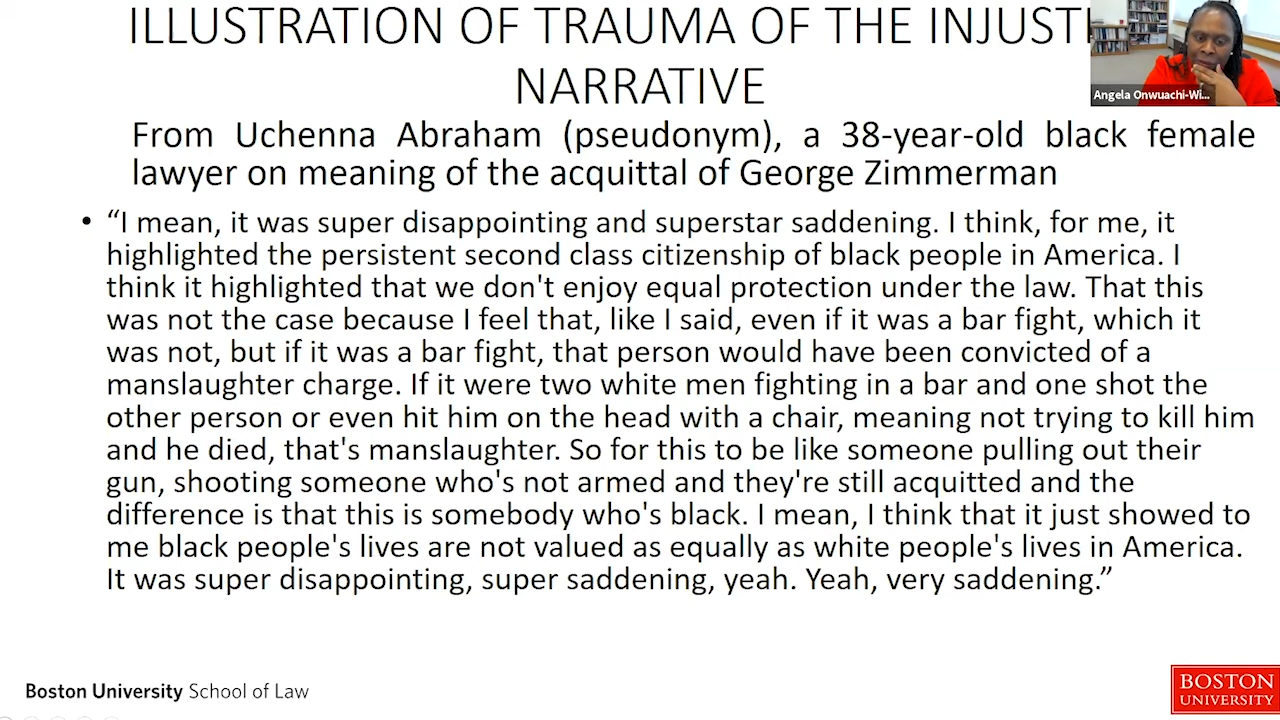 ILLUSTRATION OF TRAUMA OF THE INJUSTI
NARRATIVE
Angela Onwuachi-Wi...
From Uchenna Abraham (pseudonym), a 38-year-old black female
lawyer on meaning of the acquittal of George Zimmerman
• “I mean, it was super disappointing and superstar saddening. I think, for me, it
highlighted the persistent second class citizenship of black people in America. I
think it highlighted that we don't enjoy equal protection under the law. That this
was not the case because I feel that, like I said, even if it was a bar fight, which it
was not, but if it was a bar fight, that person would have been convicted of a
manslaughter charge. If it were two white men fighting in a bar and one shot the
other person or even hit him on the head with a chair, meaning not trying to kill him
and he died, that's manslaughter. So for this to be like someone pulling out their
gun, shooting someone who's not armed and they're still acquitted and the
difference is that this is somebody who's black. I mean, I think that it just showed to
me black people's lives are not valued as equally as white people's lives in America.
It was super disappointing, super saddening, yeah. Yeah, very saddening.”
Boston University School of Law
BOSTON
UNIVERSITY